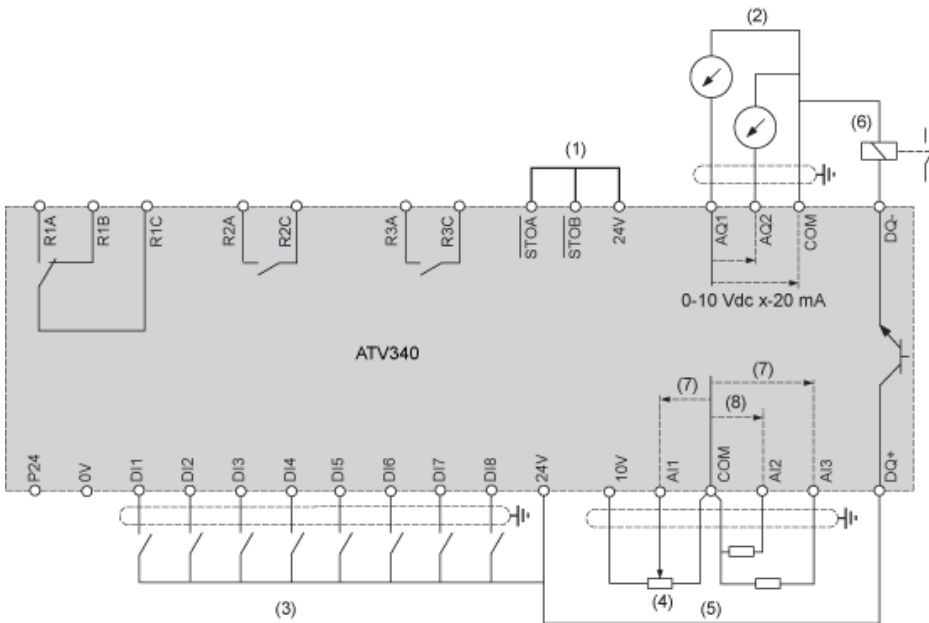 (2)
(6)
(1)
R1A
R1B
R1C
R2A
R2C
R3A
R3C
STOA
STOB
24V
AQ1
AQ2
COM
DQ-
0-10 Vdc x-20 mA
ATV340
(7)
(7)
(8)
P24
0V
DI1
DI2
DI3
DI4
DI5
DI6
DI7
DI8
24V
10V
AI1
COM
AI2
AI3
DQ+
(3)
(4)
(5)